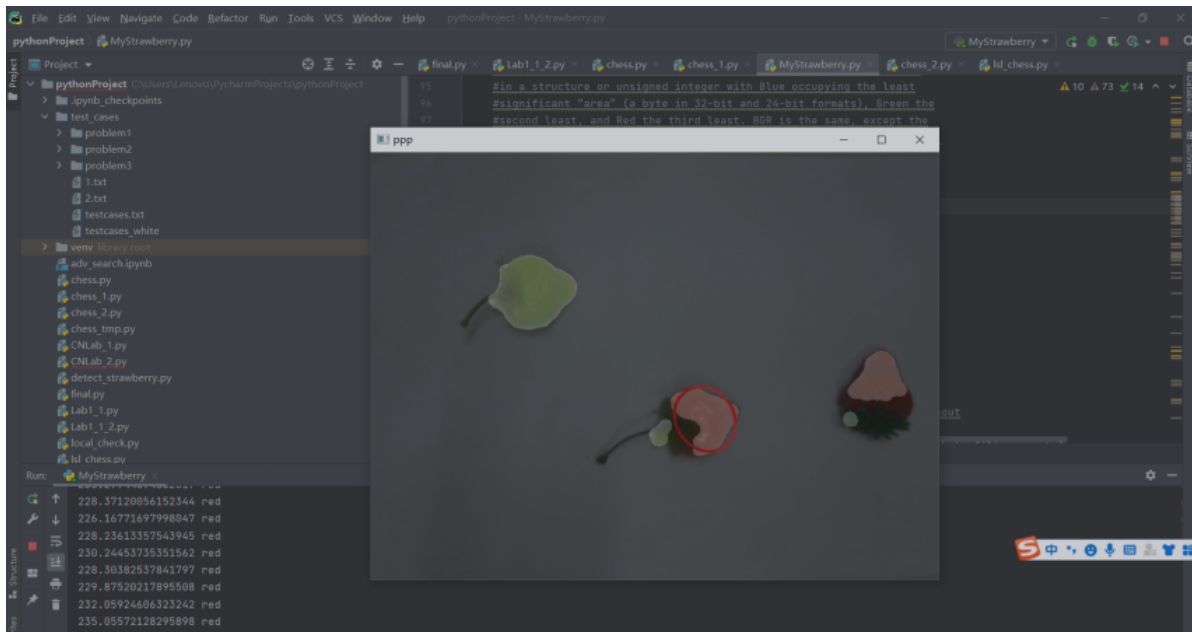 File Edit View Navigate Code Refactor Run Tools VCS Window Help pythonProject - MyStrawberry.py
pythonProject MyStrawberry.py MyStrawberry
Project final.py Lab1_1_2.py chess.py chess_1.py MyStrawberry.py chess_2.py lsl_chess.py
Project
pythonProject C:\Users\Lenovo\PycharmProjects\pythonProject
95 #in a structure or unsigned integer with Blue occupying the least
10 73 14
.ipynb_checkpoints
96 #significant "area" (a byte in 32-bit and 24-bit formats), Green the
test_cases
97 #second least, and Red the third least. BGR is the same, except the
problem1
ppp
problem2
problem3
1.txt
2.txt
testcases.txt
testcases_white
venv library root
adv_search.ipynb
chess.py
chess_1.py
chess_2.py
chess_tmp.py
CNLab_1.py
CNLab_2.py
detect_strawberry.py
final.py
Lab1_1.py
out
Lab1_1_2.py
local_check.py
lsl_chess.py
Run: MyStrawberry
228.37120056152344 red
226.16771697998047 red
228.23613357543945 red
230.24453735351562 red
228.30382537841797 red
229.87520217895508 red
232.05924606323242 red
235.05572128295898 red
Structure
S 中